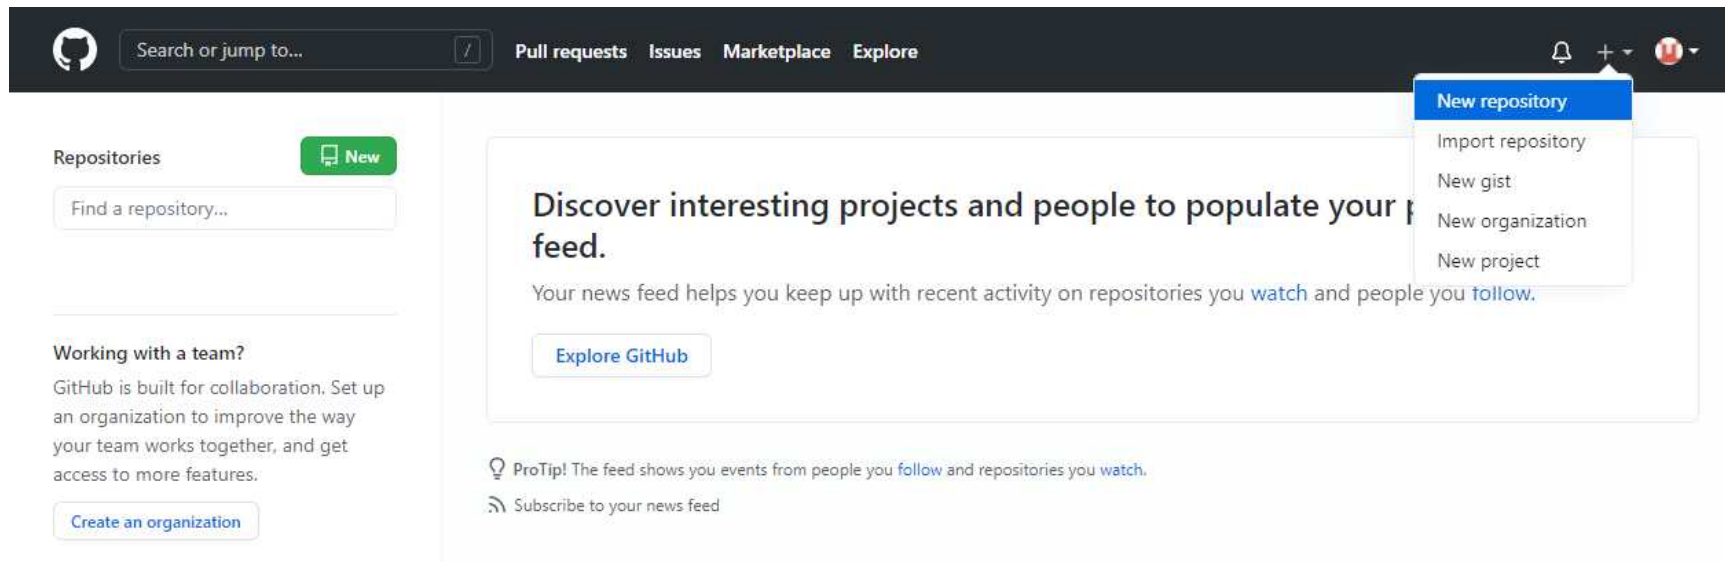 Search or jump to... /
Pull requests Issues Marketplace Explore
New repository
Import repository
New gist
New organization
New project
Repositories
New
Find a repository...
Working with a team?
GitHub is built for collaboration. Set up
an organization to improve the way
your team works together, and get
access to more features.
Create an organization
Discover interesting projects and people to populate your
feed.
Your news feed helps you keep up with recent activity on repositories you watch and people you follow.
Explore GitHub
ProTip! The feed shows you events from people you follow and repositories you watch.
Subscribe to your news feed